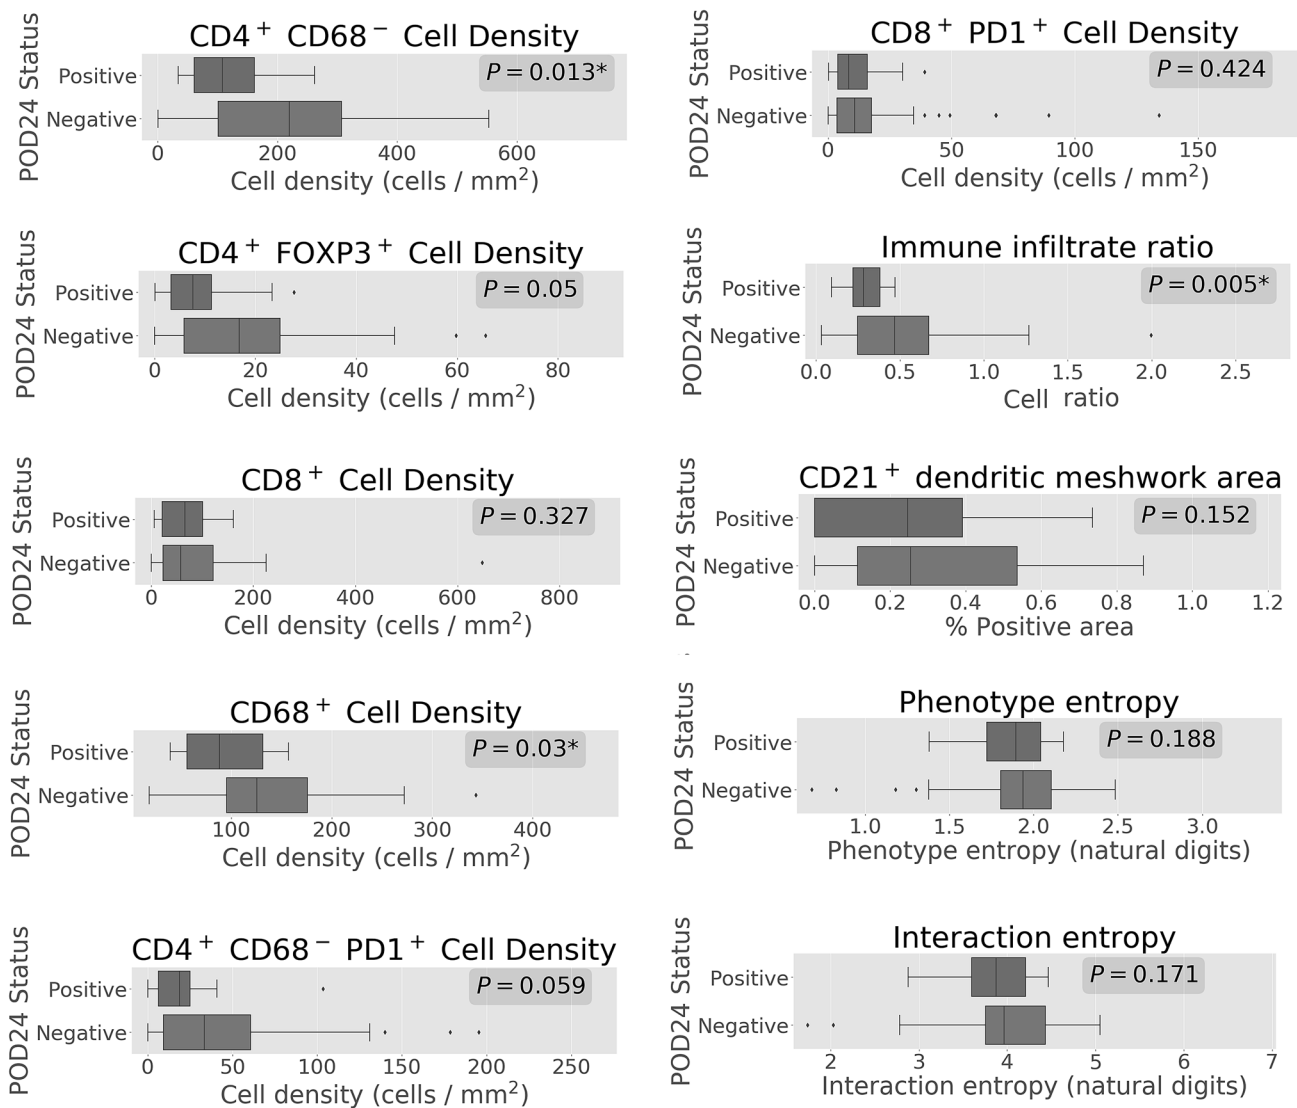 CD4+ CD68− Cell Density
POD24 Status
Positive
Negative
P = 0.013*
0 200 400 600
Cell density (cells / mm2)
CD4+ FOXP3+ Cell Density
POD24 Status
Positive
Negative
P = 0.05
0 20 40 60 80
Cell density (cells / mm2)
CD8+ Cell Density
POD24 Status
Positive
Negative
P = 0.327
0 200 400 600 800
Cell density (cells / mm2)
CD68+ Cell Density
POD24 Status
Positive
Negative
P = 0.03*
100 200 300 400
Cell density (cells / mm2)
CD4+ CD68− PD1+ Cell Density
POD24 Status
Positive
Negative
P = 0.059
0 50 100 150 200 250
Cell density (cells / mm2)
CD8+ PD1+ Cell Density
POD24 Status
Positive
Negative
P = 0.424
0 50 100 150
Cell density (cells / mm2)
Immune infiltrate ratio
POD24 Status
Positive
Negative
P = 0.005*
0.0 0.5 1.0 1.5 2.0 2.5
Cell ratio
CD21+ dendritic meshwork area
POD24 Status
Positive
Negative
P = 0.152
0.0 0.2 0.4 0.6 0.8 1.0 1.2
% Positive area
Phenotype entropy
POD24 Status
Positive
Negative
P = 0.188
1.0 1.5 2.0 2.5 3.0
Phenotype entropy (natural digits)
Interaction entropy
POD24 Status
Positive
Negative
P = 0.171
2 3 4 5 6 7
Interaction entropy (natural digits)